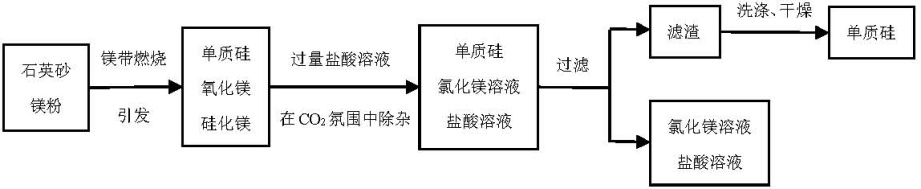 石英砂
镁粉
镁带燃烧
引发
单质硅
氧化镁
硅化镁
过量盐酸溶液
在CO₂氛围中除杂
单质硅
氯化镁溶液
盐酸溶液
过滤
滤渣
洗涤、干燥
单质硅
氯化镁溶液
盐酸溶液